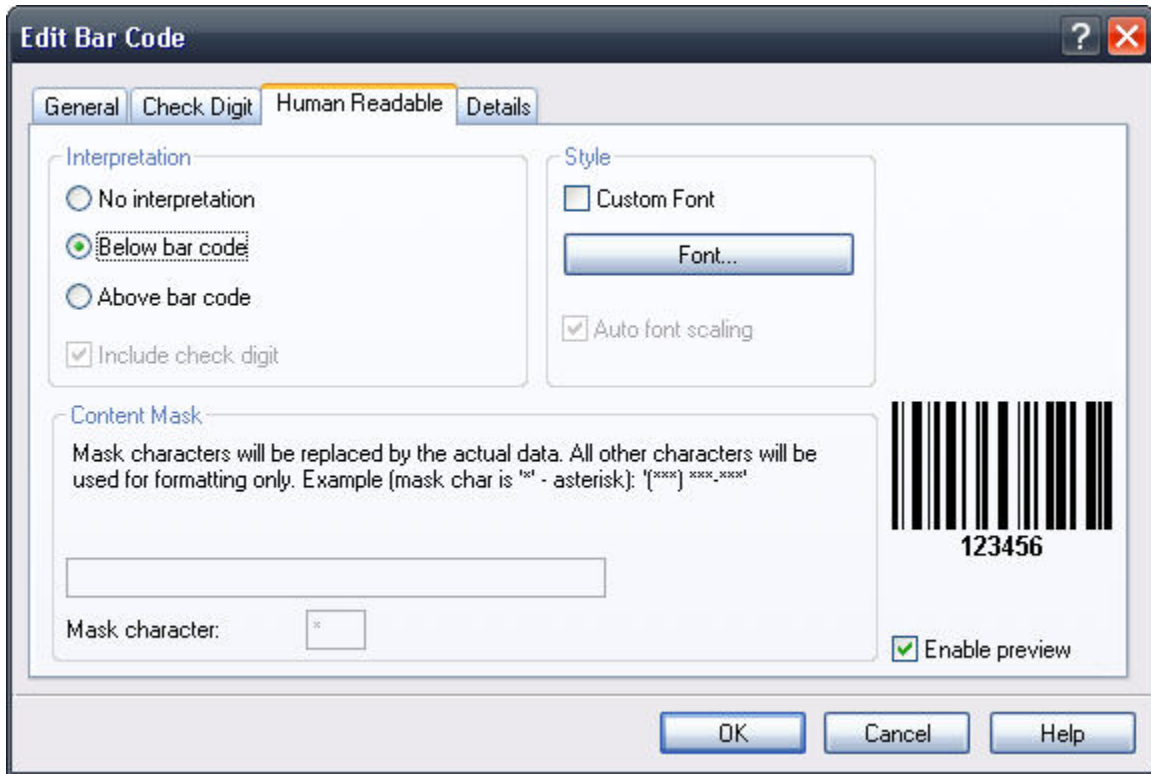 Edit Bar Code
?
General Check Digit Human Readable Details
Interpretation
No interpretation
Below bar code
Above bar code
Include check digit
Style
Custom Font
Font...
Auto font scaling
Content Mask
Mask characters will be replaced by the actual data. All other characters will be
used for formatting only. Example (mask char is '*' - asterisk): '(***) ***-***'
Mask character: *
123456
Enable preview
OK Cancel Help